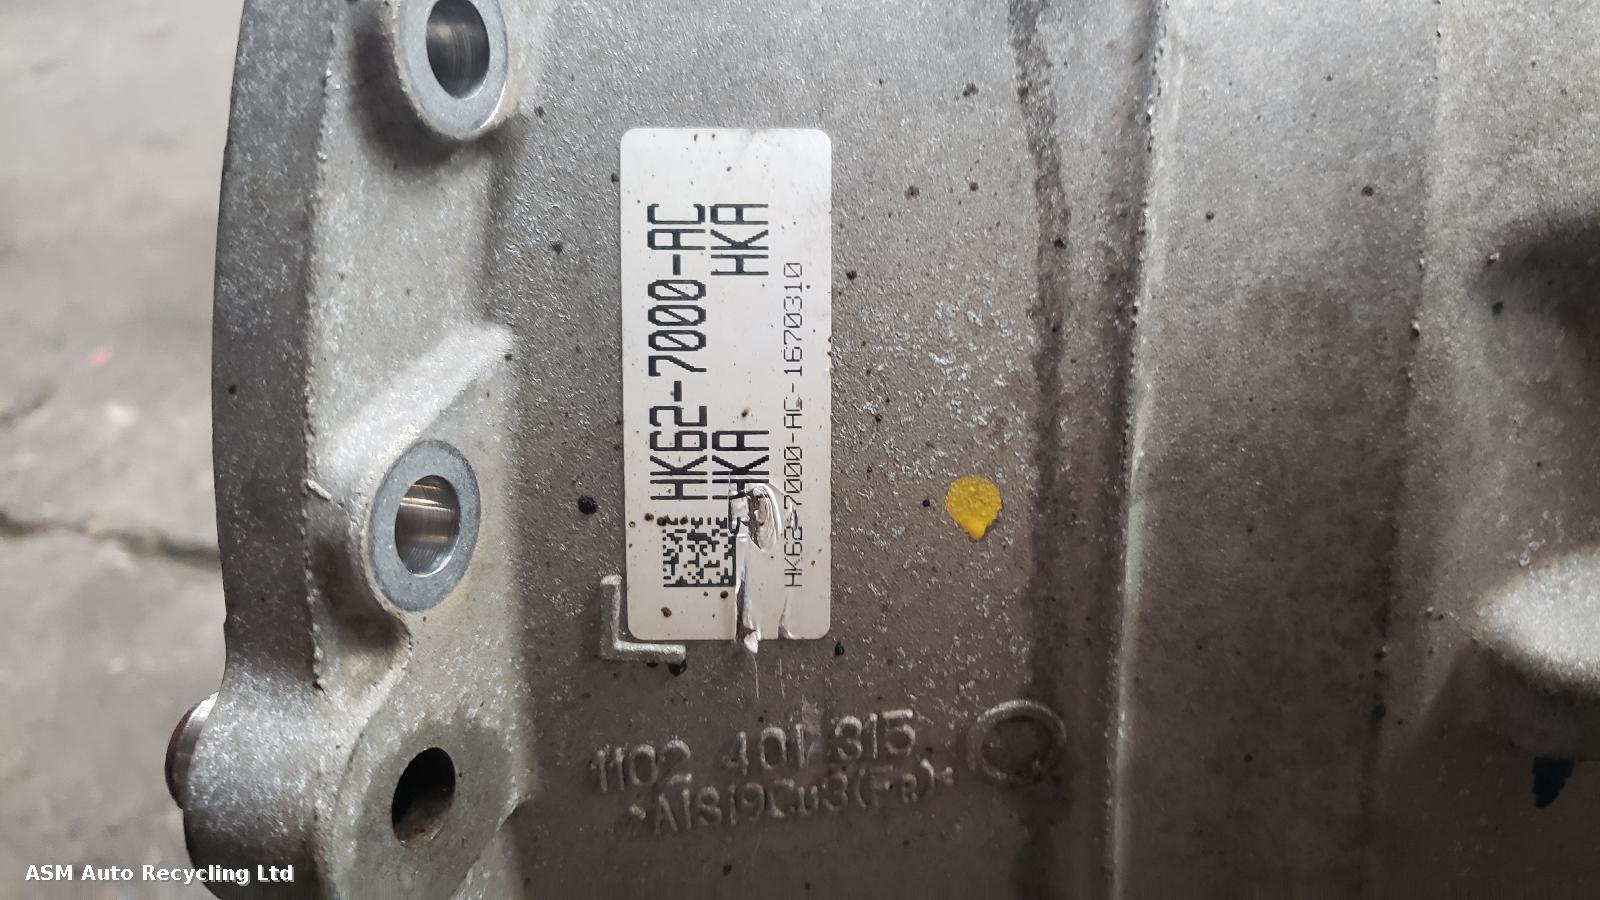 HK62-7000-AC
HKA HKA
HK62-7000-AC-1670310
1102 401 315
>AlSi9Cu3(Fe)<
ASM Auto Recycling Ltd